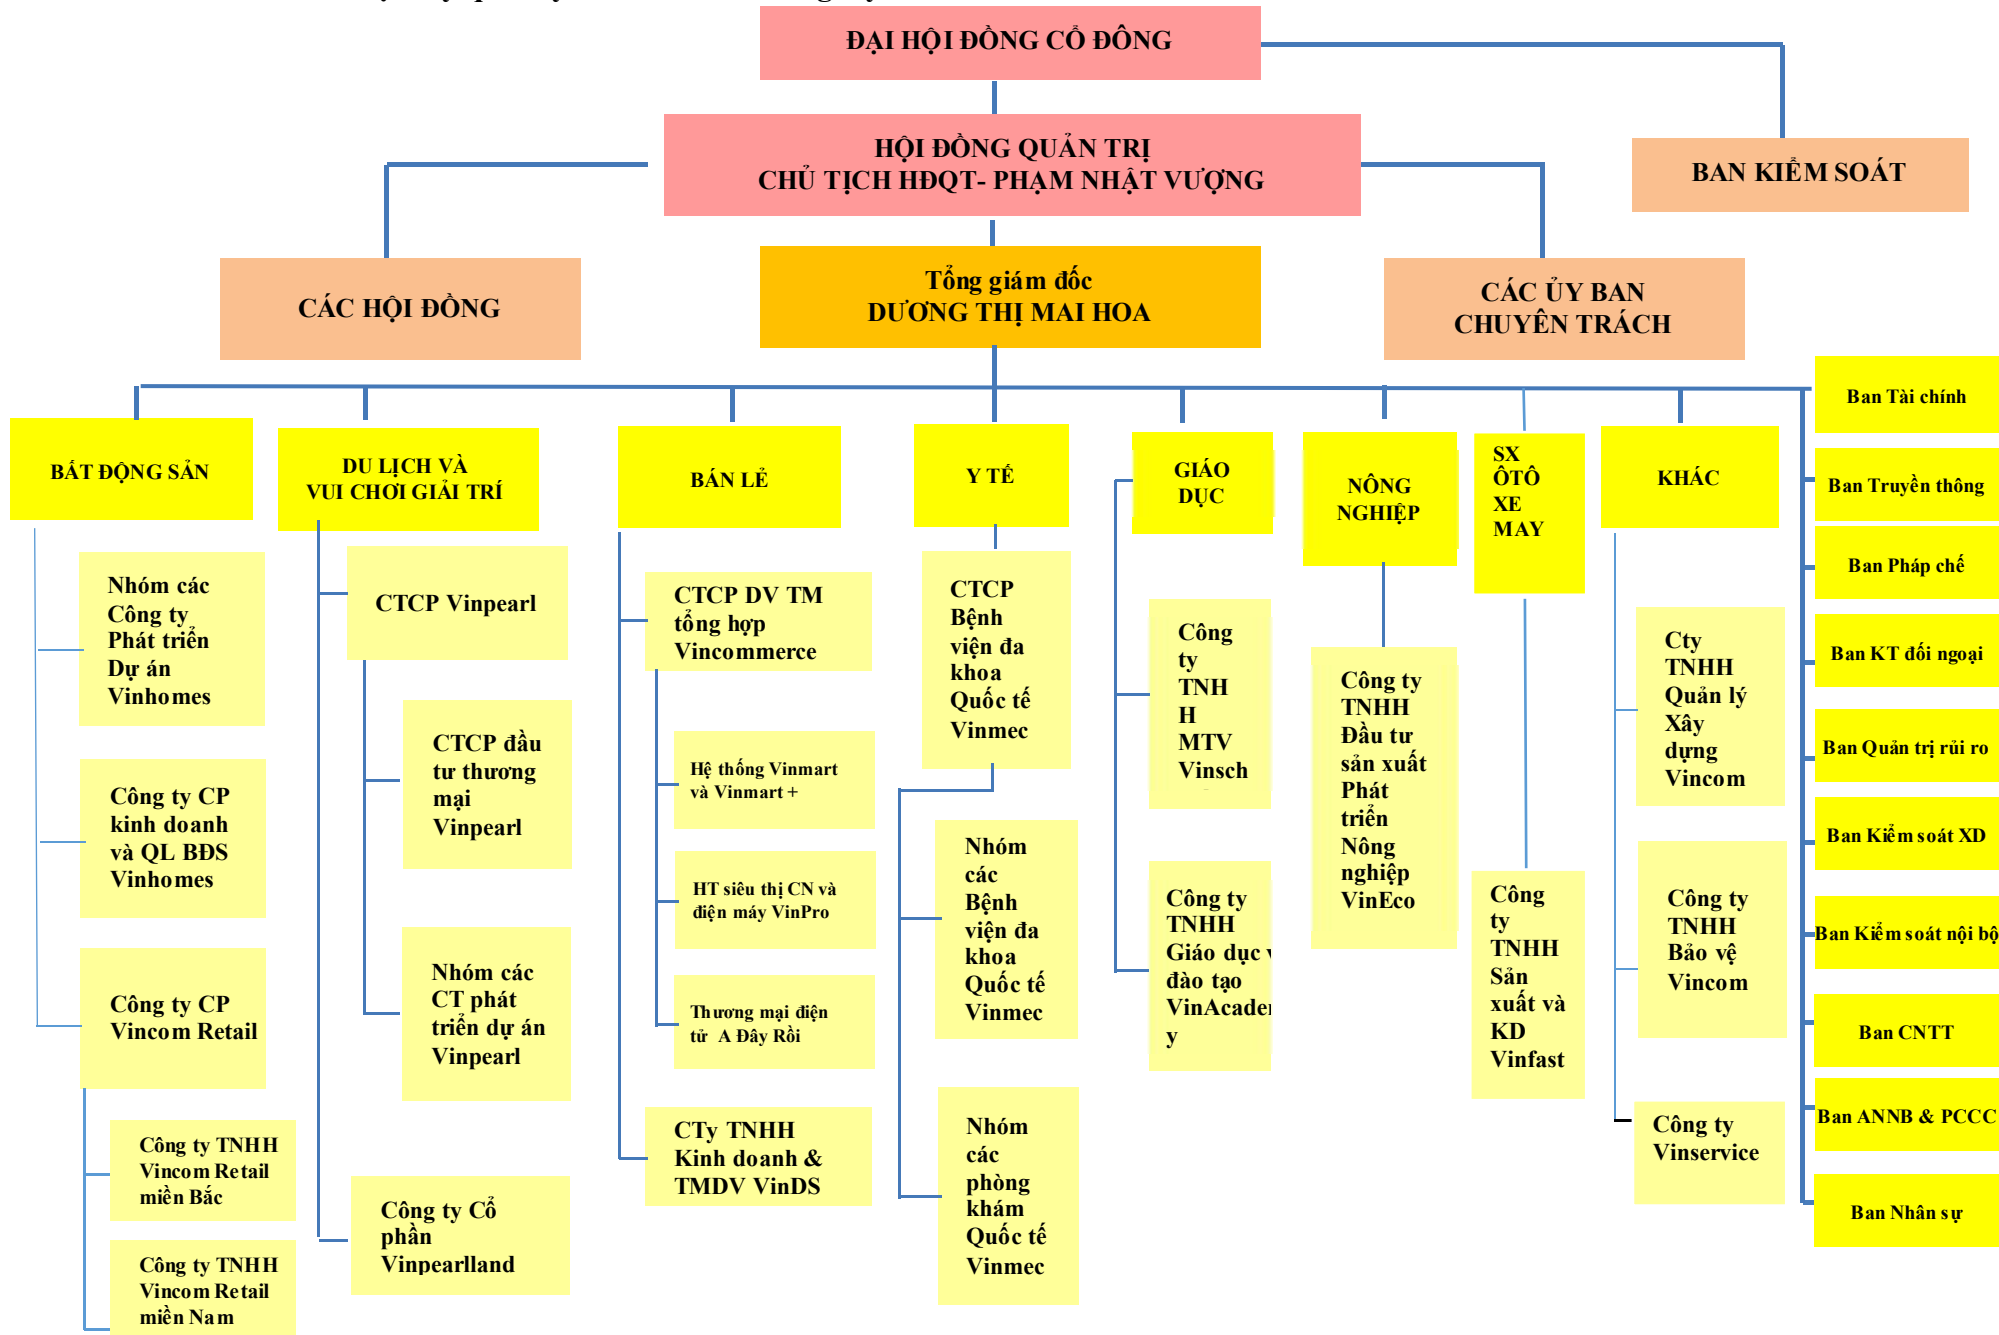 ĐẠI HỘI ĐỒNG CỔ ĐÔNG
HỘI ĐỒNG QUẢN TRỊ
CHỦ TỊCH HĐQT- PHẠM NHẬT VƯỢNG
BAN KIỂM SOÁT
CÁC HỘI ĐỒNG
Tổng giám đốc
DƯƠNG THỊ MAI HOA
CÁC ỦY BAN
CHUYÊN TRÁCH
BẤT ĐỘNG SẢN
Nhóm các
Công ty
Phát triển
Dự án
Vinhomes
Công ty CP
kinh doanh
và QL BĐS
Vinhomes
Công ty CP
Vincom Retail
Công ty TNHH
Vincom Retail
miền Bắc
Công ty TNHH
Vincom Retail
miền Nam
DU LỊCH VÀ
VUI CHƠI GIẢI TRÍ
CTCP Vinpearl
CTCP đầu
tư thương
mại
Vinpearl
Nhóm các
CT phát
triển dự án
Vinpearl
Công ty Cổ
phần
Vinpearlland
BÁN LẺ
CTCP DV TM
tổng hợp
Vincommerce
Hệ thống Vinmart
và Vinmart +
HT siêu thị CN và
điện máy VinPro
Thương mại điện
tử A Đây Rồi
CTy TNHH
Kinh doanh &
TMDV VinDS
Y TẾ
CTCP
Bệnh
viện đa
khoa
Quốc tế
Vinmec
Nhóm
các
Bệnh
viện đa
khoa
Quốc tế
Vinmec
Nhóm
các
phòng
khám
Quốc tế
Vinmec
GIÁO
DỤC
Công
ty
TNH
H
MTV
Vinsch
Công ty
TNHH
Giáo dục v
đào tạo
VinAcadem
y
NÔNG
NGHIỆP
Công ty
TNHH
Đầu tư
sản xuất
Phát
triển
Nông
nghiệp
VinEco
SX
ÔTÔ
XE
MAY
Công
ty
TNHH
Sản
xuất và
KD
Vinfast
KHÁC
Cty
TNHH
Quản lý
Xây
dựng
Vincom
Công ty
TNHH
Bảo vệ
Vincom
Công ty
Vinservice
Ban Tài chính
Ban Truyền thông
Ban Pháp chế
Ban KT đối ngoại
Ban Quản trị rủi ro
Ban Kiểm soát XD
Ban Kiểm soát nội bộ
Ban CNTT
Ban ANNB & PCCC
Ban Nhân sự